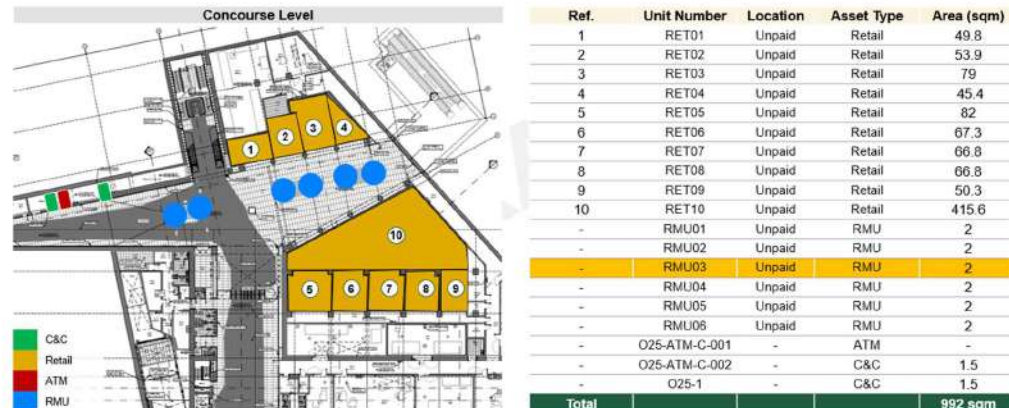 Concourse Level
1
2
3
4
10
5
6
7
8
9
C&C
Retail
ATM
RMU
Ref. Unit Number Location Asset Type Area (sqm)
1 RET01 Unpaid Retail 49.8
2 RET02 Unpaid Retail 53.9
3 RET03 Unpaid Retail 79
4 RET04 Unpaid Retail 45.4
5 RET05 Unpaid Retail 82
6 RET06 Unpaid Retail 67.3
7 RET07 Unpaid Retail 66.8
8 RET08 Unpaid Retail 66.8
9 RET09 Unpaid Retail 50.3
10 RET10 Unpaid Retail 415.6
- RMU01 Unpaid RMU 2
- RMU02 Unpaid RMU 2
- RMU03 Unpaid RMU 2
- RMU04 Unpaid RMU 2
- RMU05 Unpaid RMU 2
- RMU06 Unpaid RMU 2
- O25-ATM-C-001 - ATM -
- O25-ATM-C-002 - C&C 1.5
- O25-1 - C&C 1.5
Total 992 sqm